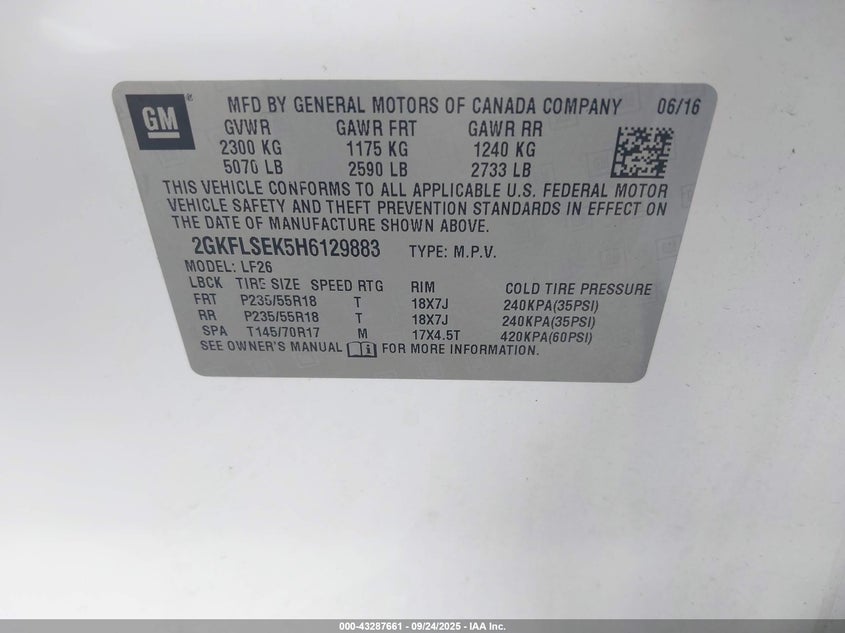 GM ®
MFD BY GENERAL MOTORS OF CANADA COMPANY 06/16
GVWR GAWR FRT GAWR RR
2300 KG 1175 KG 1240 KG
5070 LB 2590 LB 2733 LB
THIS VEHICLE CONFORMS TO ALL APPLICABLE U.S. FEDERAL MOTOR
VEHICLE SAFETY AND THEFT PREVENTION STANDARDS IN EFFECT ON
THE DATE OF MANUFACTURE SHOWN ABOVE.
2GKFLSEK5H6129883 TYPE: M.P.V.
MODEL: LF26
LBCK TIRE SIZE SPEED RTG RIM COLD TIRE PRESSURE
FRT P235/55R18 T 18X7J 240KPA(35PSI)
RR P235/55R18 T 18X7J 240KPA(35PSI)
SPA T145/70R17 M 17X4.5T 420KPA(60PSI)
SEE OWNER'S MANUAL FOR MORE INFORMATION.
000-43287661 - 09/24/2025 - IAA Inc.